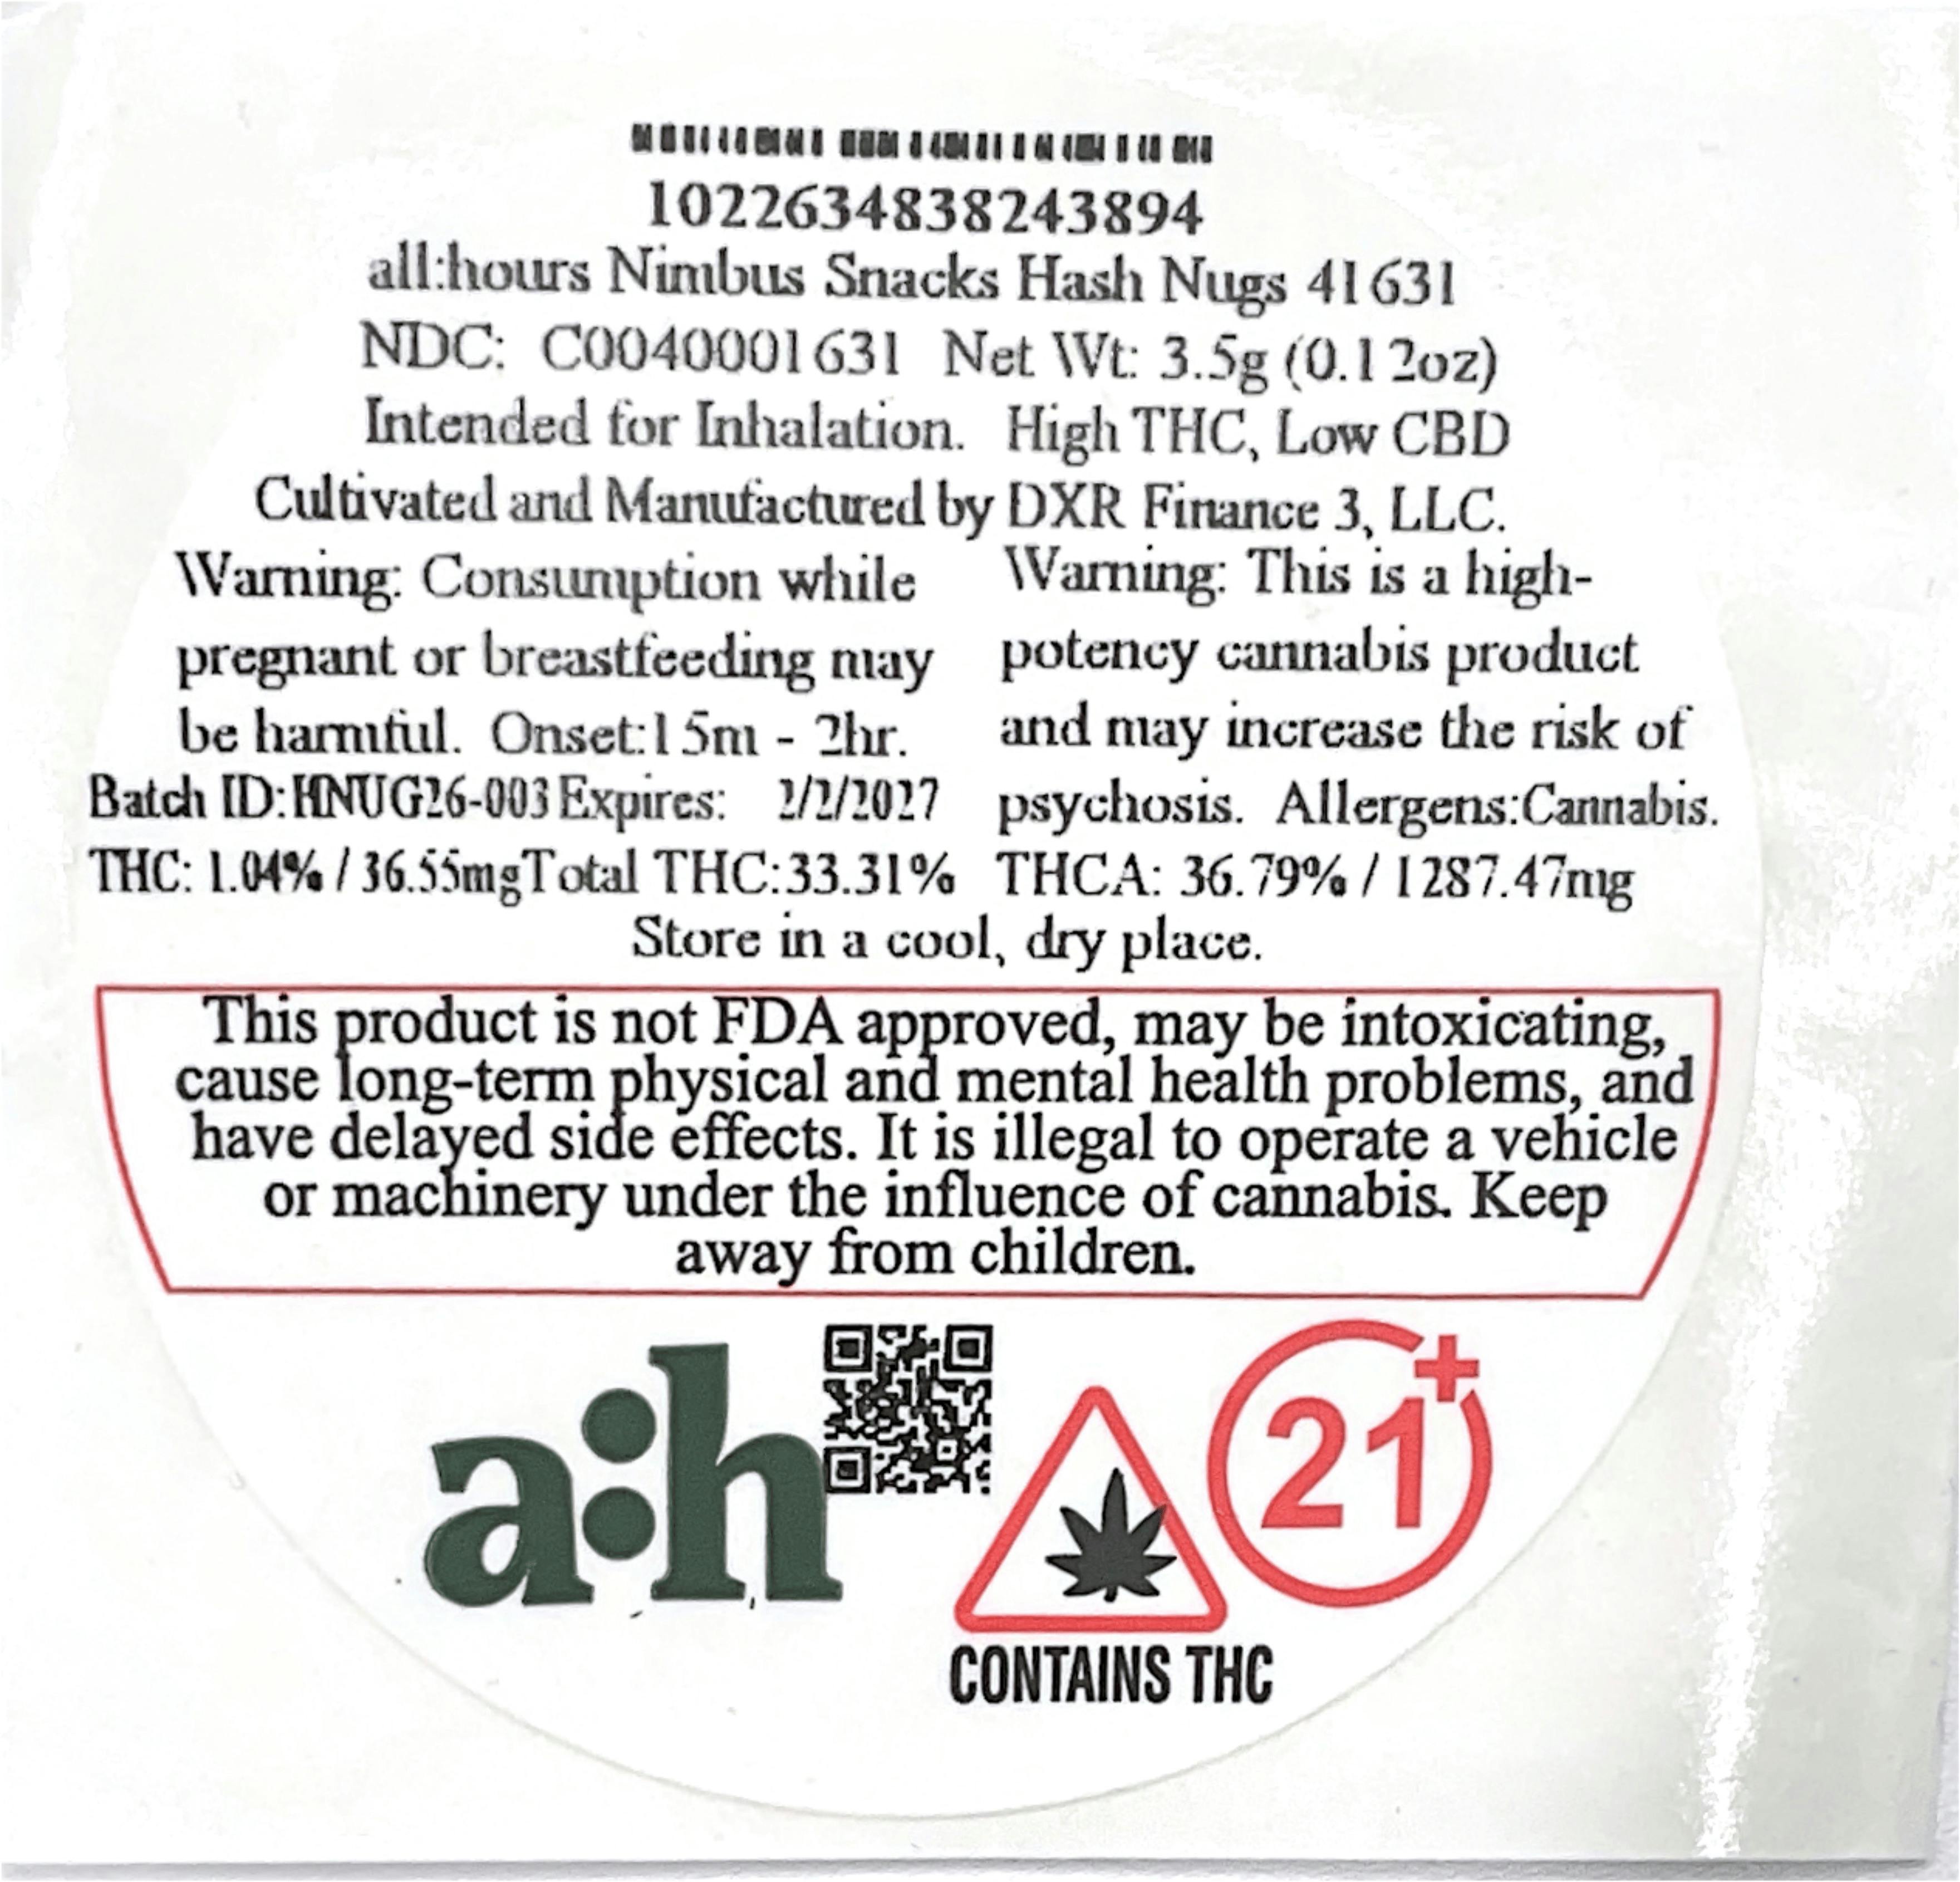 1022634838243894
all:hours Nimbus Snacks Hash Nugs 41631
NDC: C0040001631 Net Wt: 3.5g (0.12oz)
Intended for Inhalation. High THC, Low CBD
Cultivated and Manufactured by DXR Finance 3, LLC.
Warning: Consumption while
pregnant or breastfeeding may
be harmful. Onset:15m - 2hr.
Batch ID:HNUG26-003 Expires: 2/2/2027
THC: 1.04% / 36.55mgTotal THC:33.31%
Warning: This is a high-
potency cannabis product
and may increase the risk of
psychosis. Allergens:Cannabis.
THCA: 36.79% / 1287.47mg
Store in a cool, dry place.
This product is not FDA approved, may be intoxicating,
cause long-term physical and mental health problems, and
have delayed side effects. It is illegal to operate a vehicle
or machinery under the influence of cannabis. Keep
away from children.
a:h
21+
CONTAINS THC